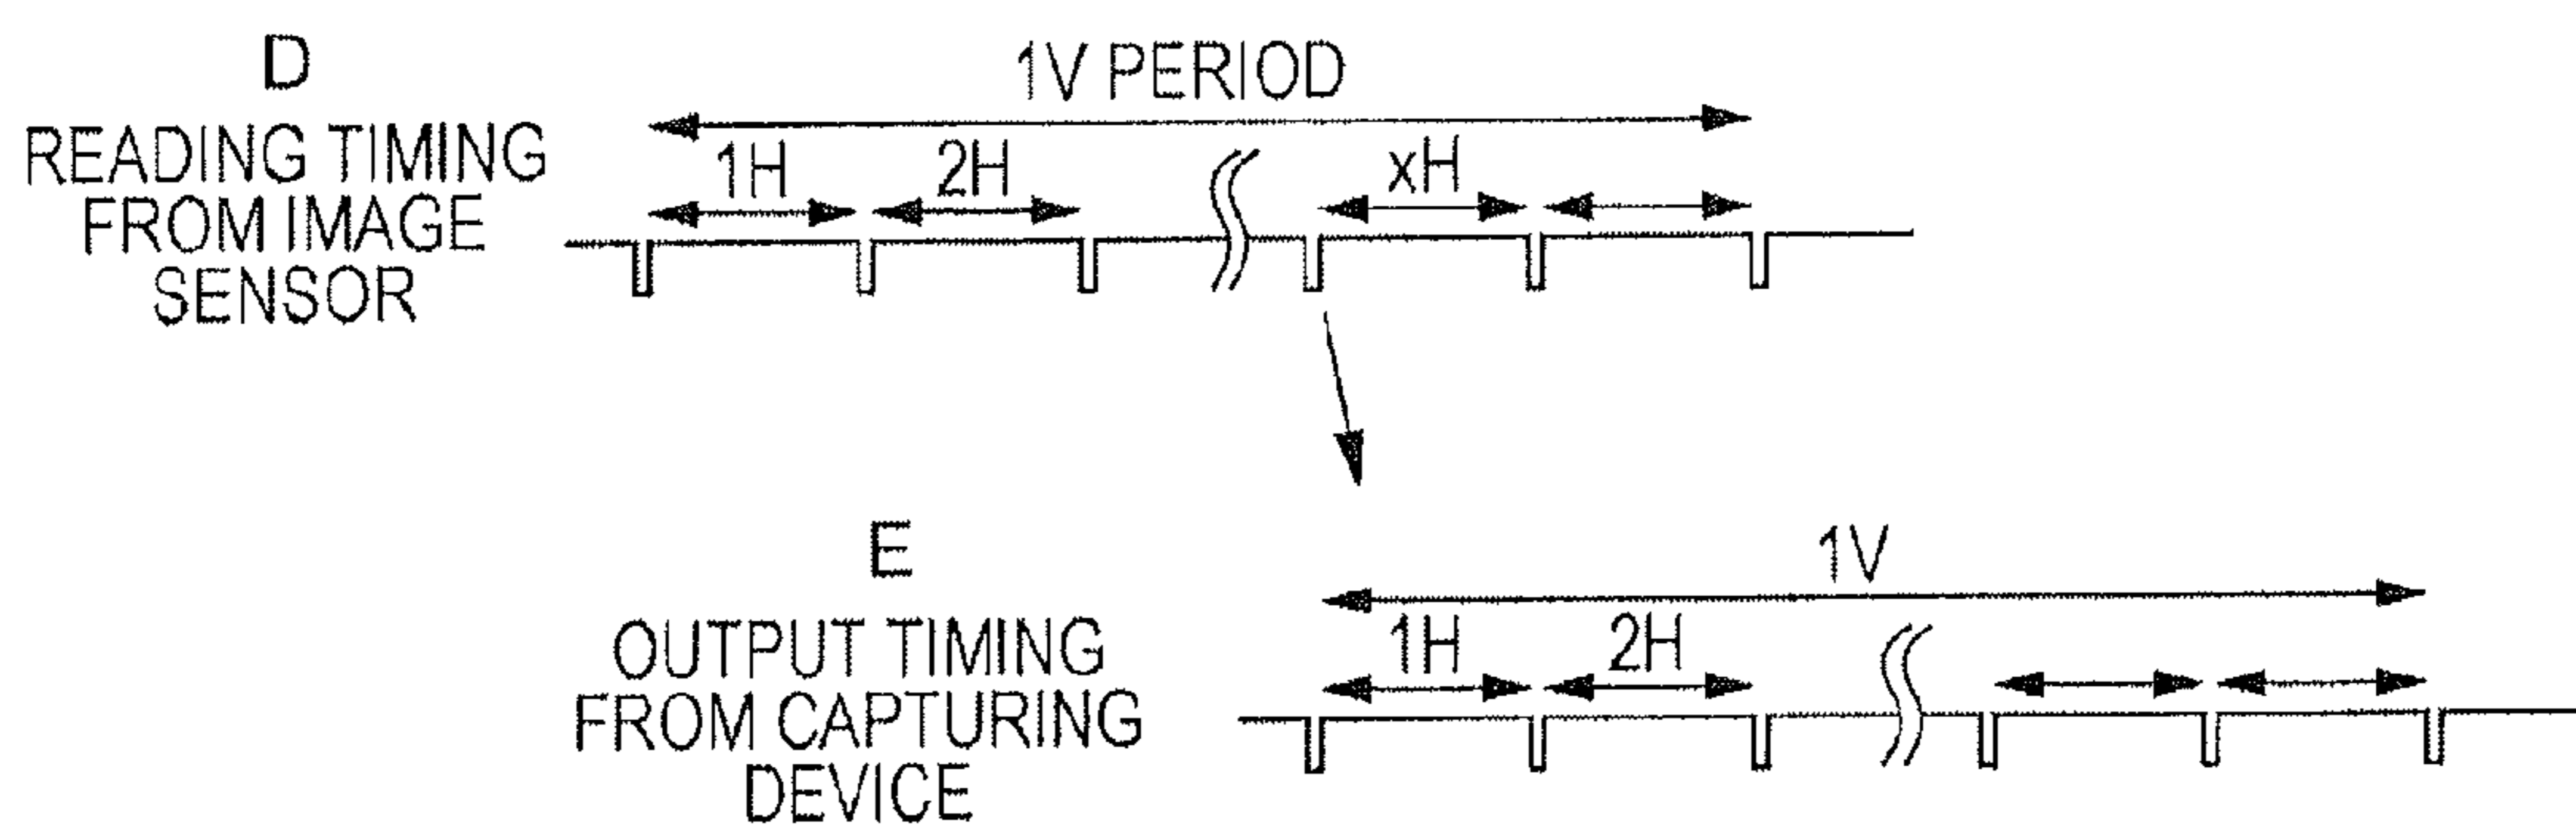 D
READING TIMING
FROM IMAGE
SENSOR
1V PERIOD
1H 2H xH
E
OUTPUT TIMING
FROM CAPTURING
DEVICE
1V
1H 2H